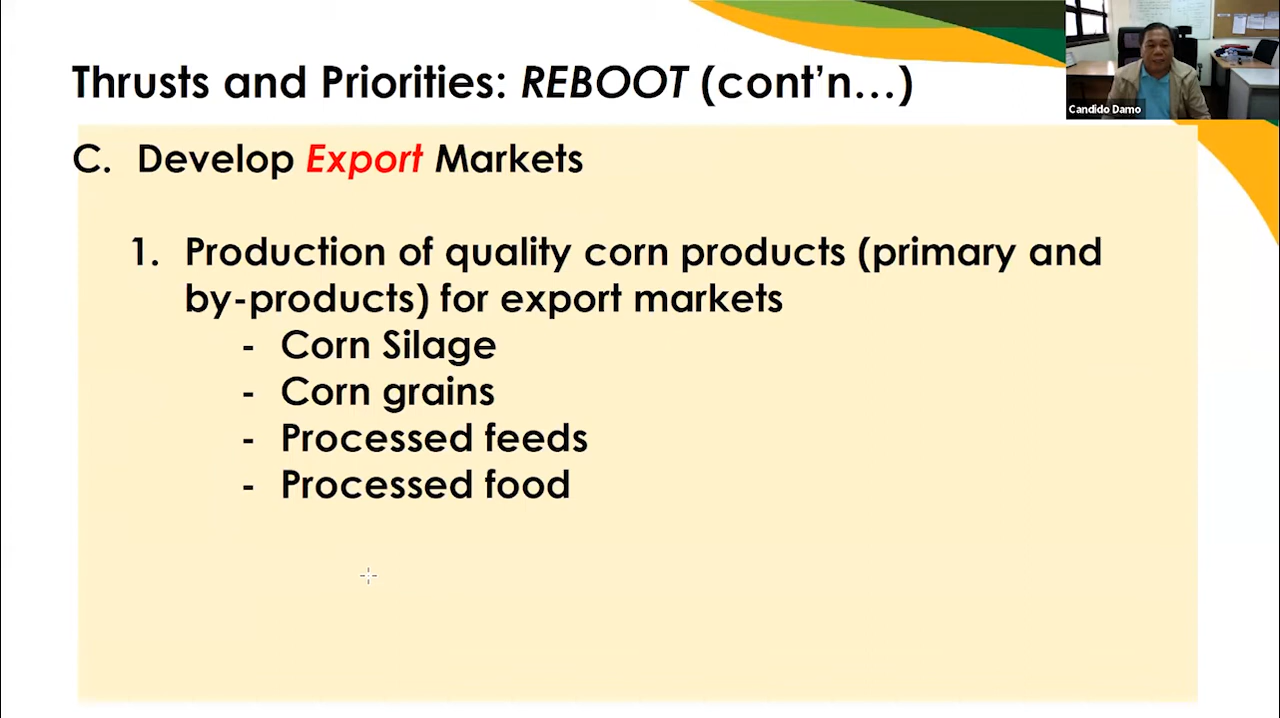 Thrusts and Priorities: REBOOT (cont'n...)
Candido Damo
C. Develop Export Markets
1. Production of quality corn products (primary and
by-products) for export markets
- Corn Silage
- Corn grains
- Processed feeds
- Processed food